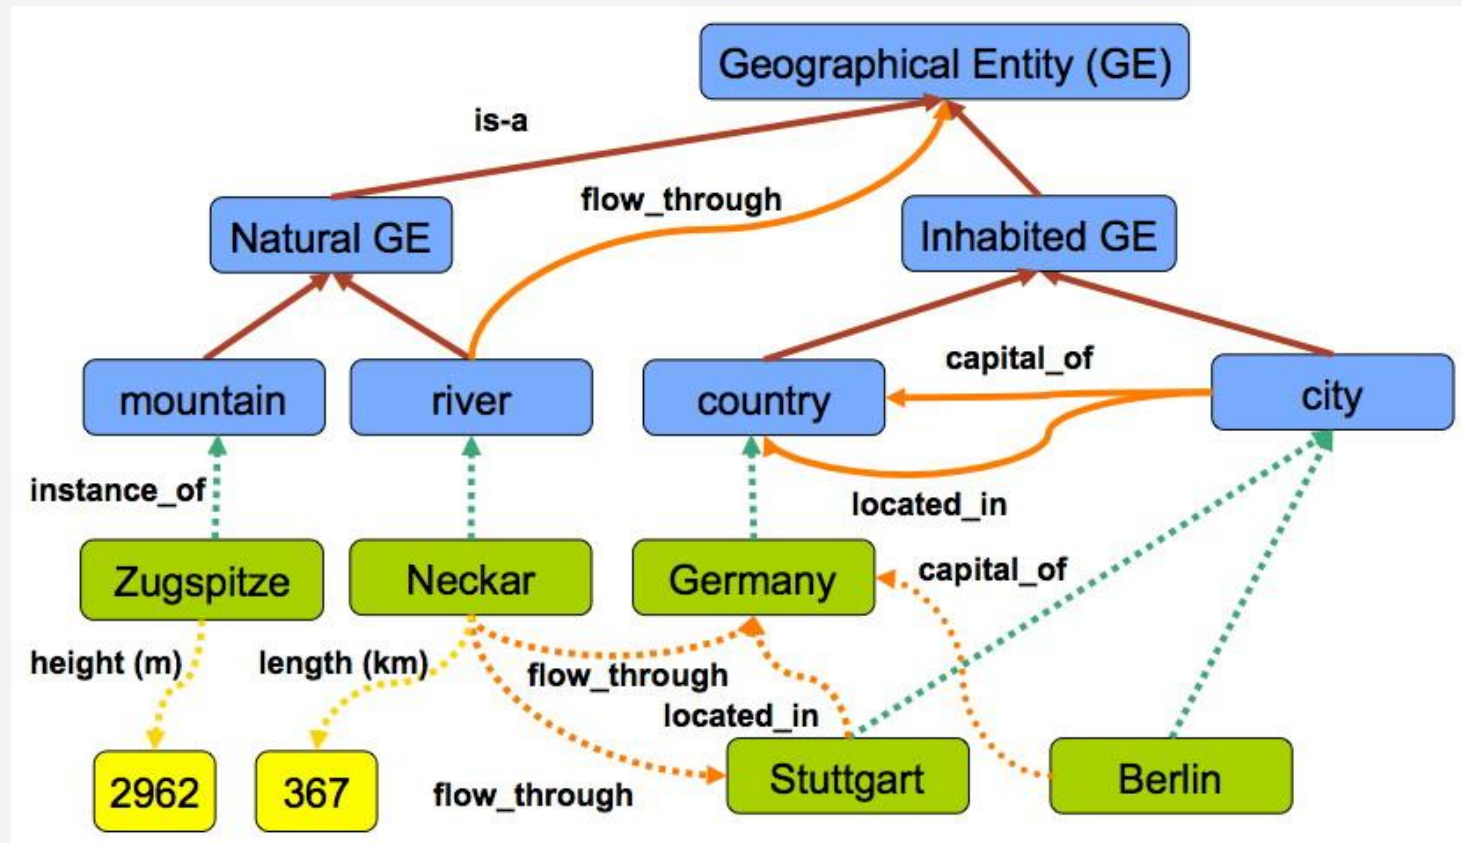 Geographical Entity (GE)
is-a
flow_through
Natural GE
Inhabited GE
capital_of
mountain
river
country
city
instance_of
located_in
Zugspitze
Neckar
Germany
capital_of
height (m)
length (km)
flow_through
located_in
2962
367
flow_through
Stuttgart
Berlin